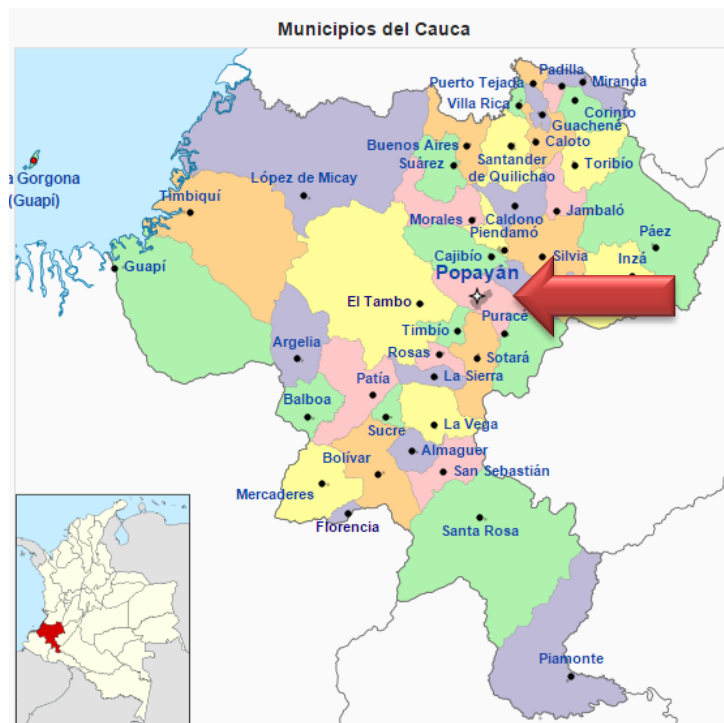 Municipios del Cauca
Padilla
Puerto Tejada
Miranda
Villa Rica
Corinto
Guachené
Buenos Aires
Caloto
Suárez
Santander
de Quilichao
Toribío
a Gorgona
(Guapi)
López de Micay
Timbiquí
Morales
Caldono
Jambaló
Piendamó
Páez
Cajibío
Silvia
Inzá
Guapí
Popayán
El Tambo
Puracé
Timbío
Argelia
Rosas
Sotará
Patía
La Sierra
Balboa
Sucre
La Vega
Bolívar
Almaguer
San Sebastián
Mercaderes
Florencia
Santa Rosa
Piamonte